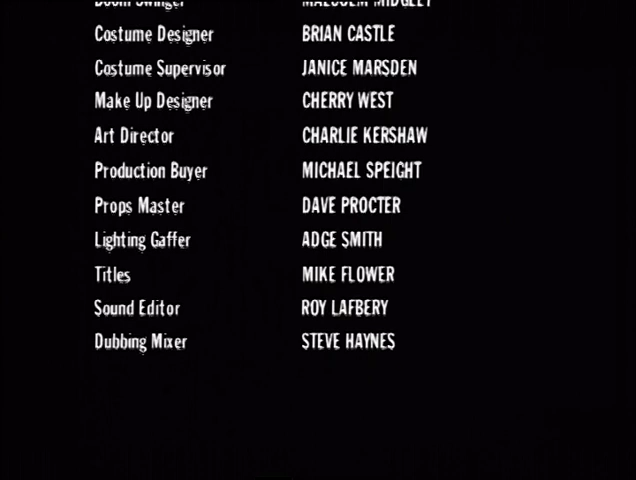 Costume Designer BRIAN CASTLE
Costume Supervisor JANICE MARSDEN
Make Up Designer CHERRY WEST
Art Director CHARLIE KERSHAW
Production Buyer MICHAEL SPEIGHT
Props Master DAVE PROCTER
Lighting Gaffer ADGE SMITH
Titles MIKE FLOWER
Sound Editor ROY LAFBERY
Dubbing Mixer STEVE HAYNES